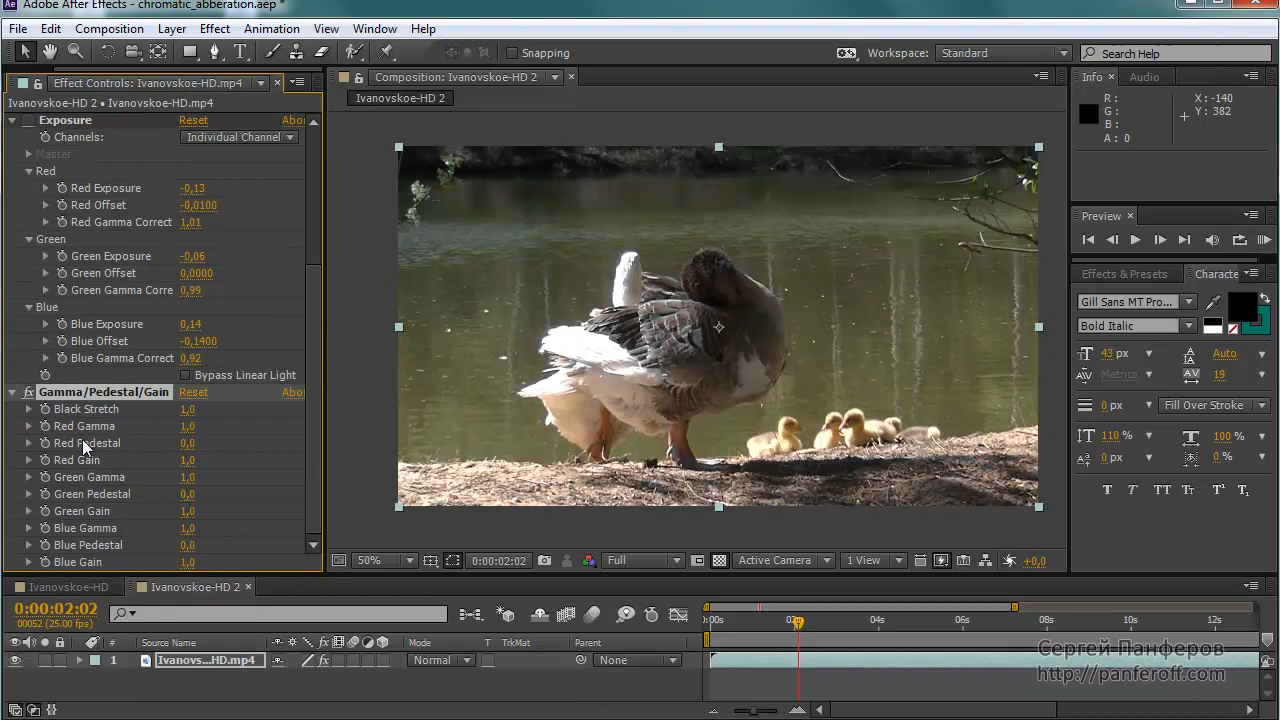 Adobe After Effects - chromatic_abberation.aep *
File Edit Composition Layer Effect Animation View Window Help
Snapping
Workspace: Standard
Search Help
Effect Controls: Ivanovskoe-HD.mp4
Ivanovskoe-HD 2 • Ivanovskoe-HD.mp4
Exposure Reset Abo
Channels: Individual Channel
Master
Red
Red Exposure -0,13
Red Offset -0,0100
Red Gamma Correct 1,01
Green
Green Exposure -0,06
Green Offset 0,0000
Green Gamma Corre 0,99
Blue
Blue Exposure 0,14
Blue Offset -0,1400
Blue Gamma Correct 0,92
Bypass Linear Light
fx Gamma/Pedestal/Gain Reset Abo
Black Stretch 1,0
Red Gamma 1,0
Red Pedestal 0,0
Red Gain 1,0
Green Gamma 1,0
Green Pedestal 0,0
Green Gain 1,0
Blue Gamma 1,0
Blue Pedestal 0,0
Blue Gain 1,0
Composition: Ivanovskoe-HD 2
Ivanovskoe-HD 2
50% 0:00:02:02 Full Active Camera 1 View +0,0
Info Audio
R: X: -140
G: Y: 382
B:
A: 0
Preview
Effects & Presets Characte
Gill Sans MT Pro...
Bold Italic
43 px Auto
Metrics 19
0 px Fill Over Stroke
110 % 100 %
0 px 0 %
T T TT Tt T¹ T₁
Ivanovskoe-HD Ivanovskoe-HD 2
0:00:02:02
00052 (25.00 fps)
# Source Name Mode T TrkMat Parent
1 Ivanovs...HD.mp4 Normal None
:00s 02s 04s 06s 08s 10s 12s
Сергей Панферов
http://panferoff.com